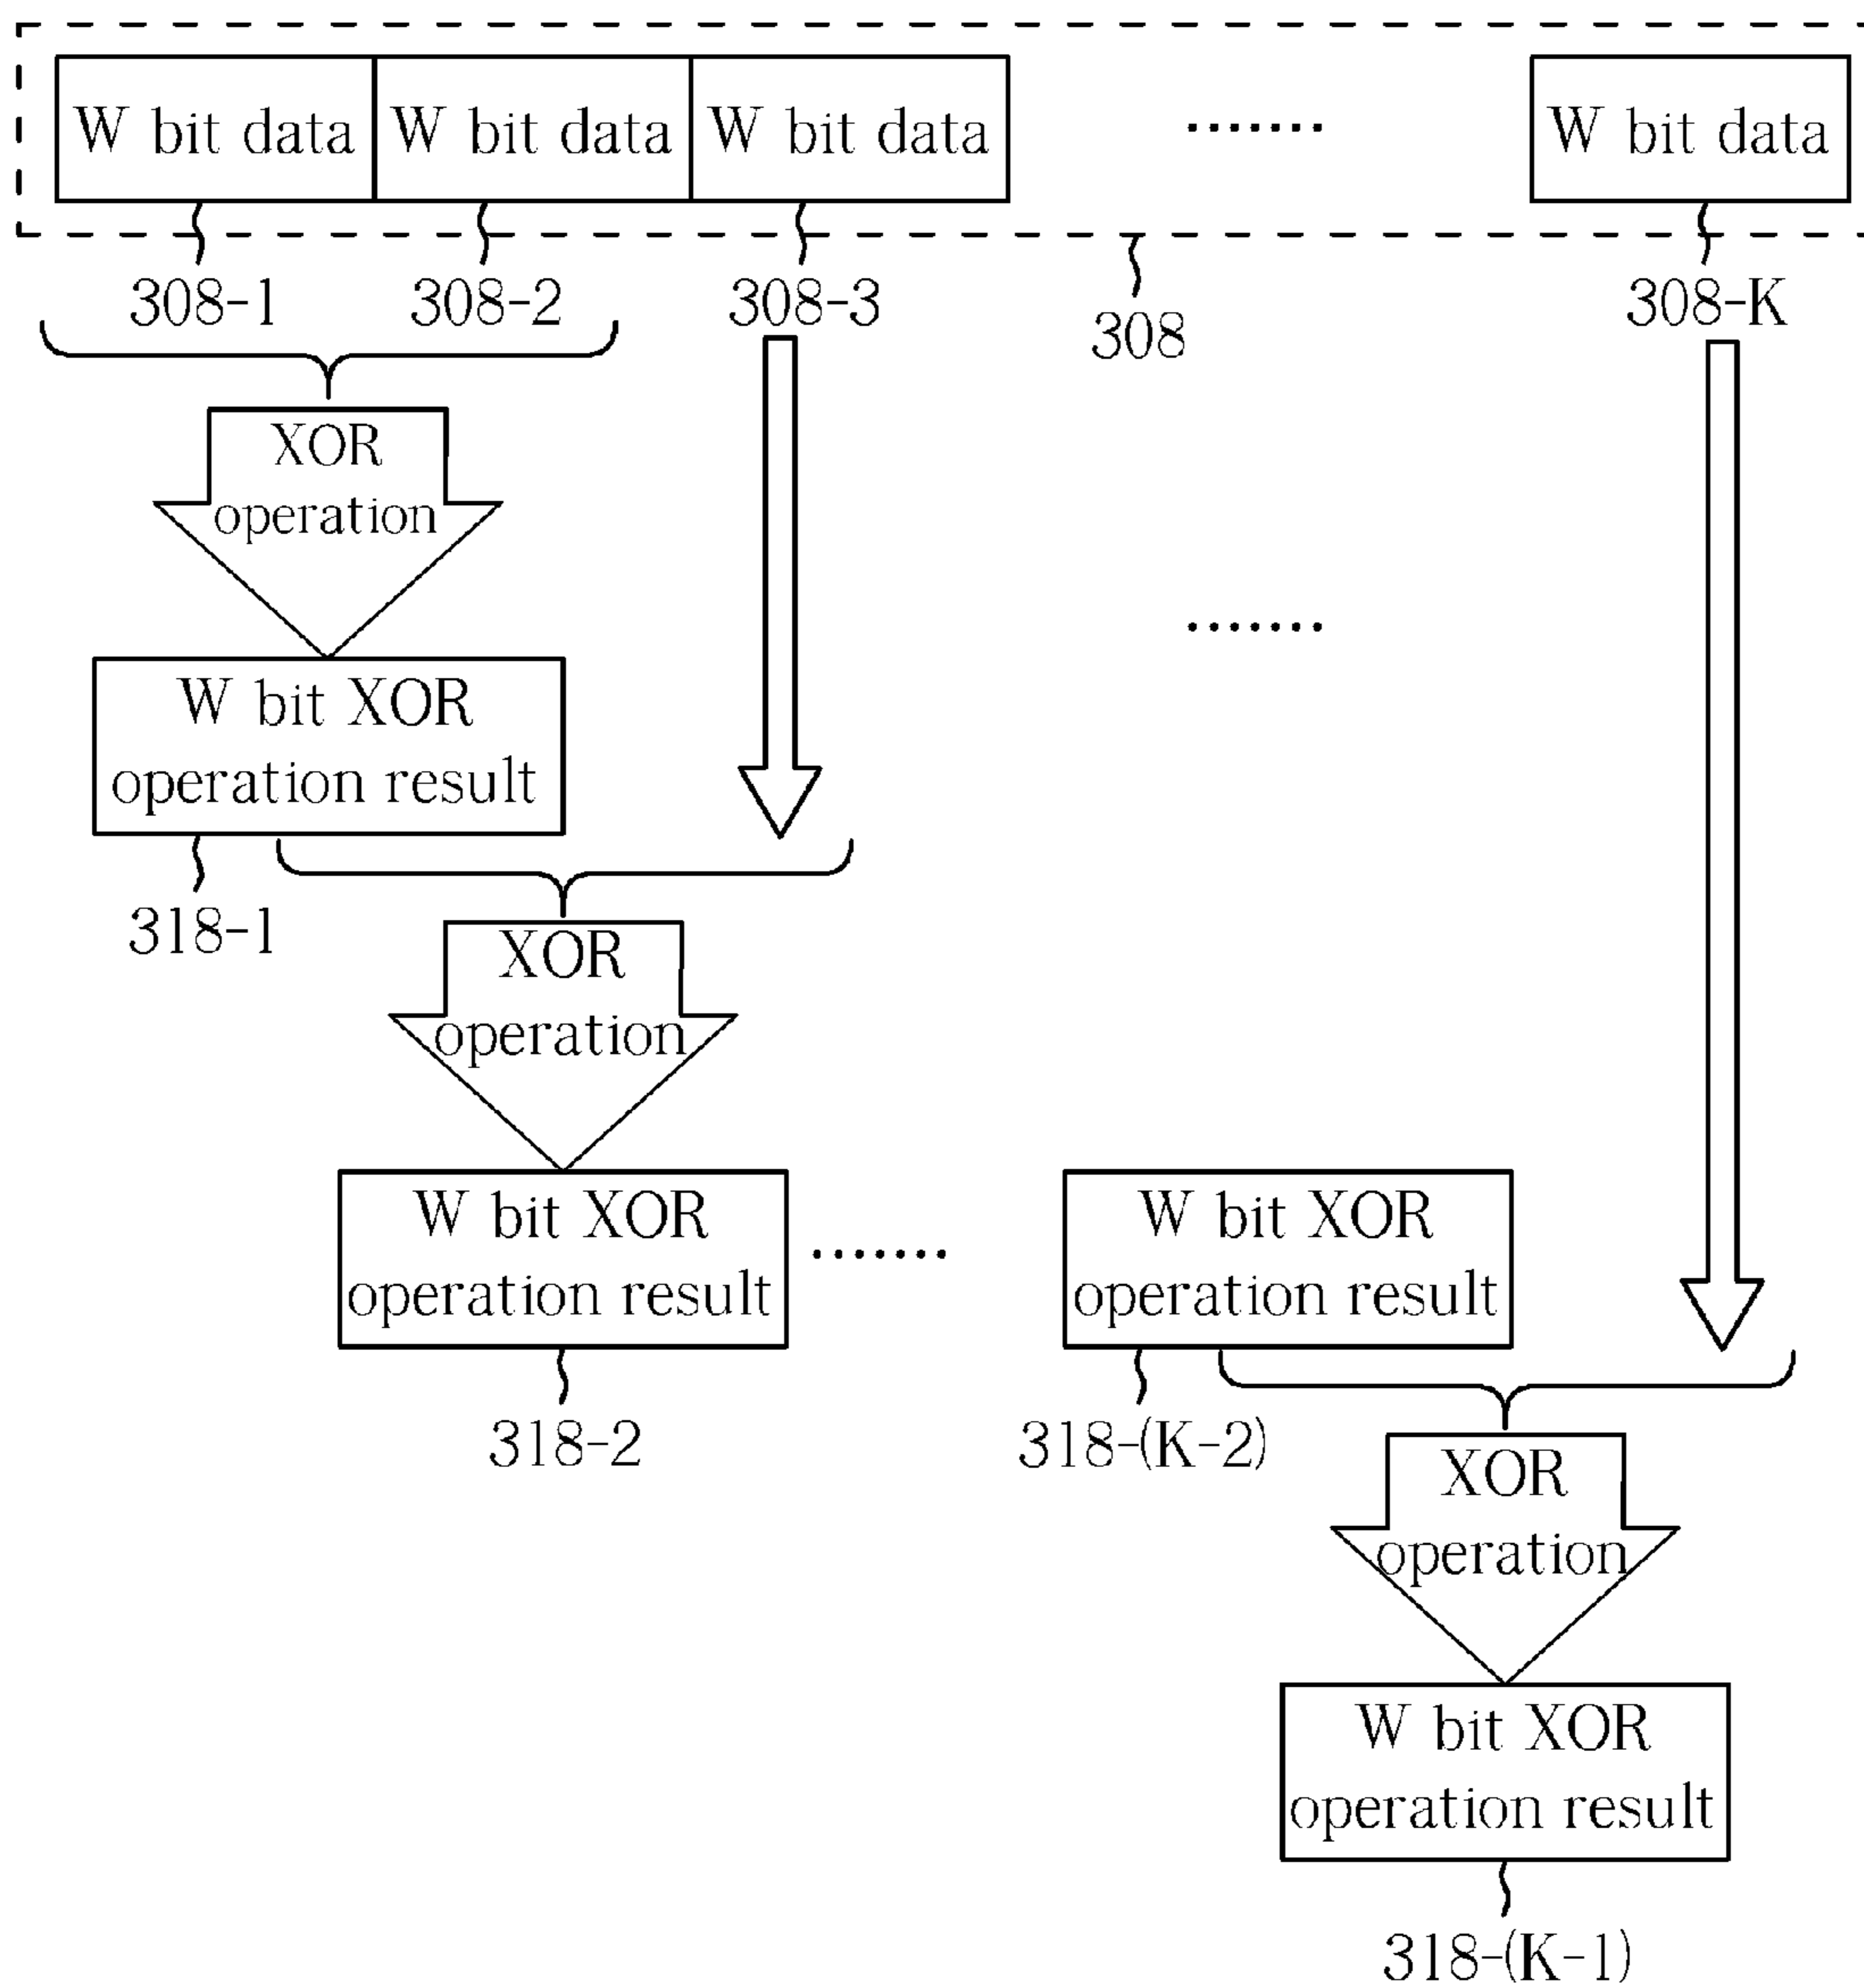 W bit data W bit data W bit data ....... W bit data
308-1 308-2 308-3 308 308-K
XOR
operation
.......
W bit XOR
operation result
318-1
XOR
operation
W bit XOR
operation result
.......
W bit XOR
operation result
318-2
318-(K-2)
XOR
operation
W bit XOR
operation result
318-(K-1)